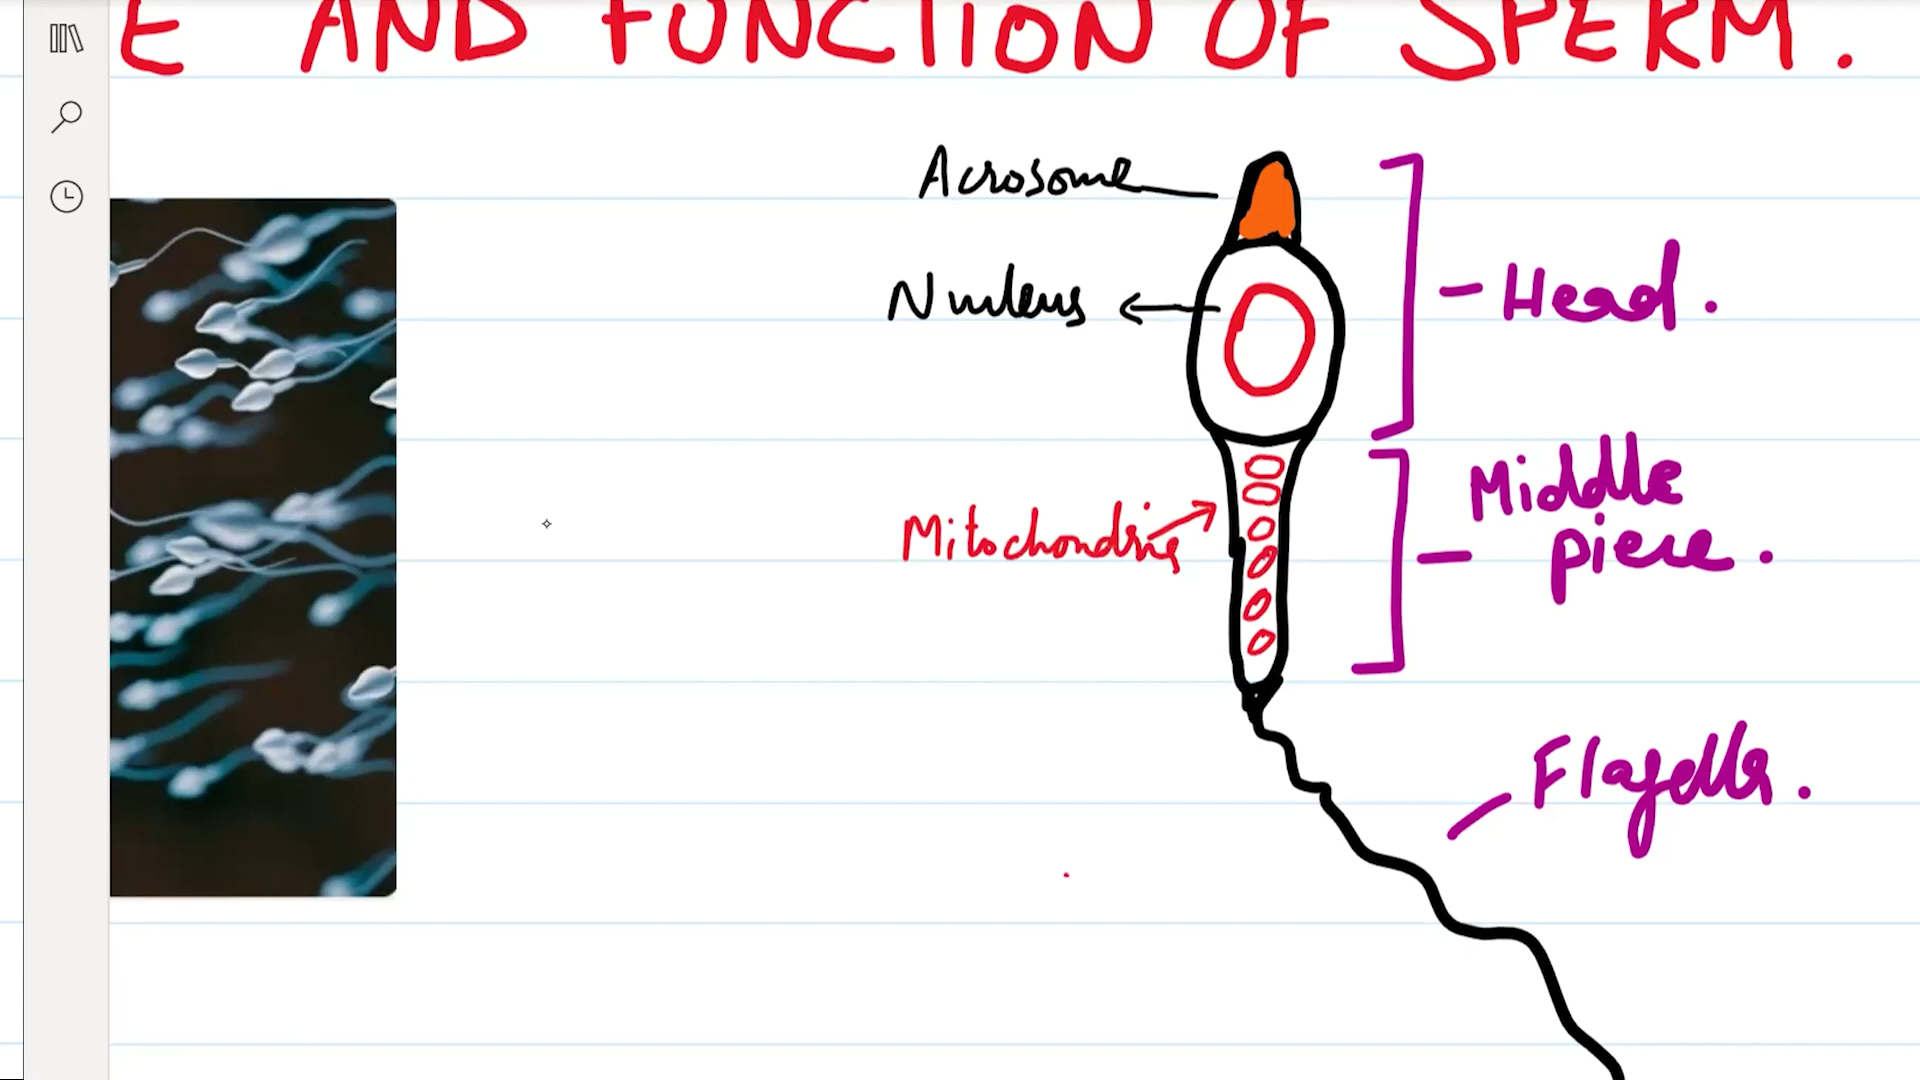 E AND FUNCTION OF SPERM.
Acrosome
Nucleus
- Head.
Mitochondria
Middle
- piece.
Flagella.